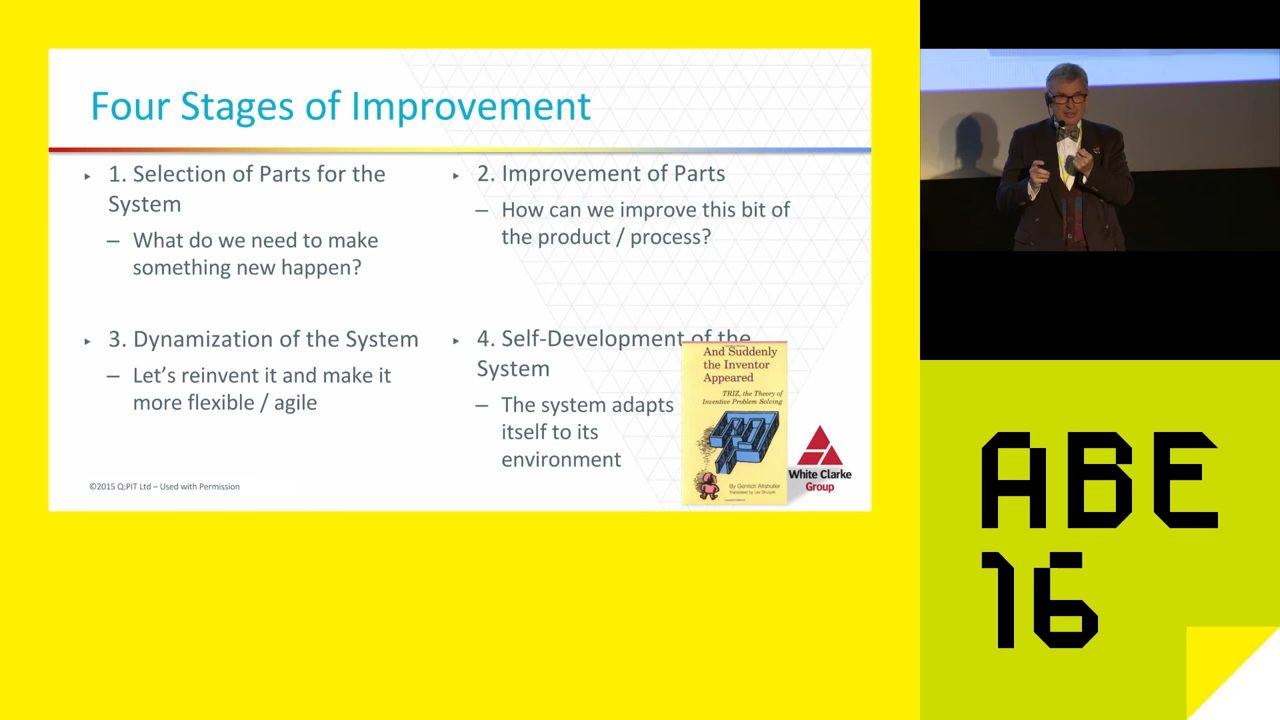 Four Stages of Improvement
1. Selection of Parts for the
System
– What do we need to make
something new happen?
2. Improvement of Parts
– How can we improve this bit of
the product / process?
3. Dynamization of the System
– Let’s reinvent it and make it
more flexible / agile
4. Self-Development of the
System
– The system adapts
itself to its
environment
And Suddenly
the Inventor
Appeared
TRIZ, the Theory of
Inventive Problem Solving
By Genrich Altshuller
Translated by Lev Shulyak
White Clarke
Group
©2015 Q:PIT Ltd – Used with Permission
ABE
16